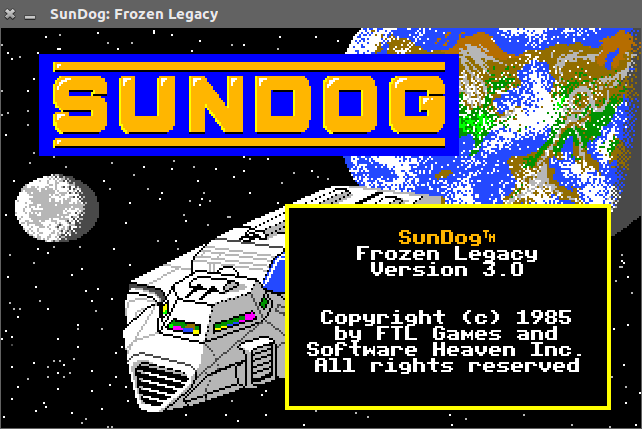 SunDog: Frozen Legacy
SUNDOG
SunDog™
Frozen Legacy
Version 3.0
Copyright (c) 1985
by FTL Games and
Software Heaven Inc.
All rights reserved